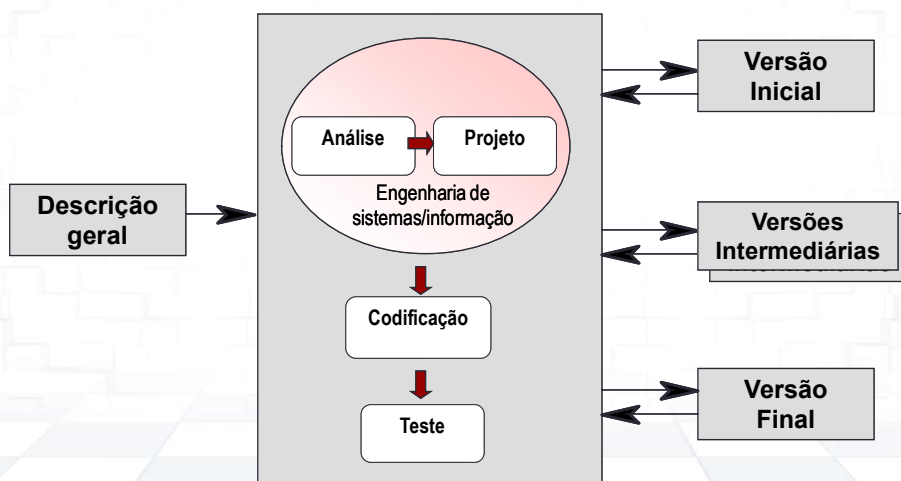 Descrição
geral
Análise
Projeto
Engenharia de
sistemas/informação
Codificação
Teste
Versão
Inicial
Versões
Intermediárias
Versão
Final